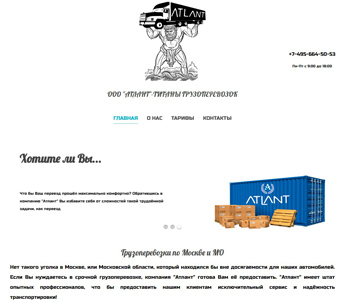 ATLANT
+7-495-664-50-53
Пн-Пт с 9:00 до 18:00
ООО "АТЛАНТ"-ТИТАНЫ ГРУЗОПЕРЕВОЗОК
ГЛАВНАЯ О НАС ТАРИФЫ КОНТАКТЫ
Хотите ли Вы...
Что бы Ваш переезд прошёл максимально комфортно? Обратившись в
компанию "Атлант" Вы избавите себя от сложностей такой трудоёмкой
задачи, как переезд
ATLANT
Грузоперевозки по Москве и МО
Нет такого уголка в Москве, или Московской области, который находился бы вне досягаемости для наших автомобилей.
Если Вы нуждаетесь в срочной грузоперевозке, компания "Атлант" готова Вам её предоставить. "Атлант" имеет штат
опытных профессионалов, что бы предоставить нашим клиентам исключительный сервис и надёжность
транспортировки!